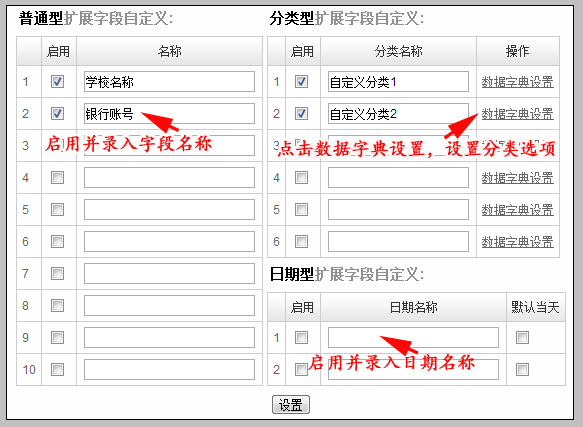 普通型扩展字段自定义:
启用 名称
1 学校名称
2 银行账号
启用并录入字段名称
3
4
5
6
7
8
9
10
分类型扩展字段自定义:
启用 分类名称 操作
1 自定义分类1 数据字典设置
2 自定义分类2 数据字典设置
点击数据字典设置，设置分类选项
3
4 数据字典设置
5 数据字典设置
6 数据字典设置
日期型扩展字段自定义:
启用 日期名称 默认当天
1
启用并录入日期名称
2
设置